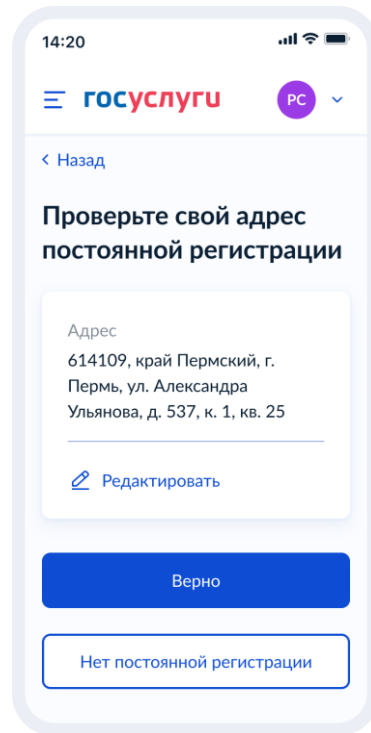 14:20
госуслуги
РС
Назад
Проверьте свой адрес
постоянной регистрации
Адрес
614109, край Пермский, г.
Пермь, ул. Александра
Ульянова, д. 537, к. 1, кв. 25
Редактировать
Верно
Нет постоянной регистрации